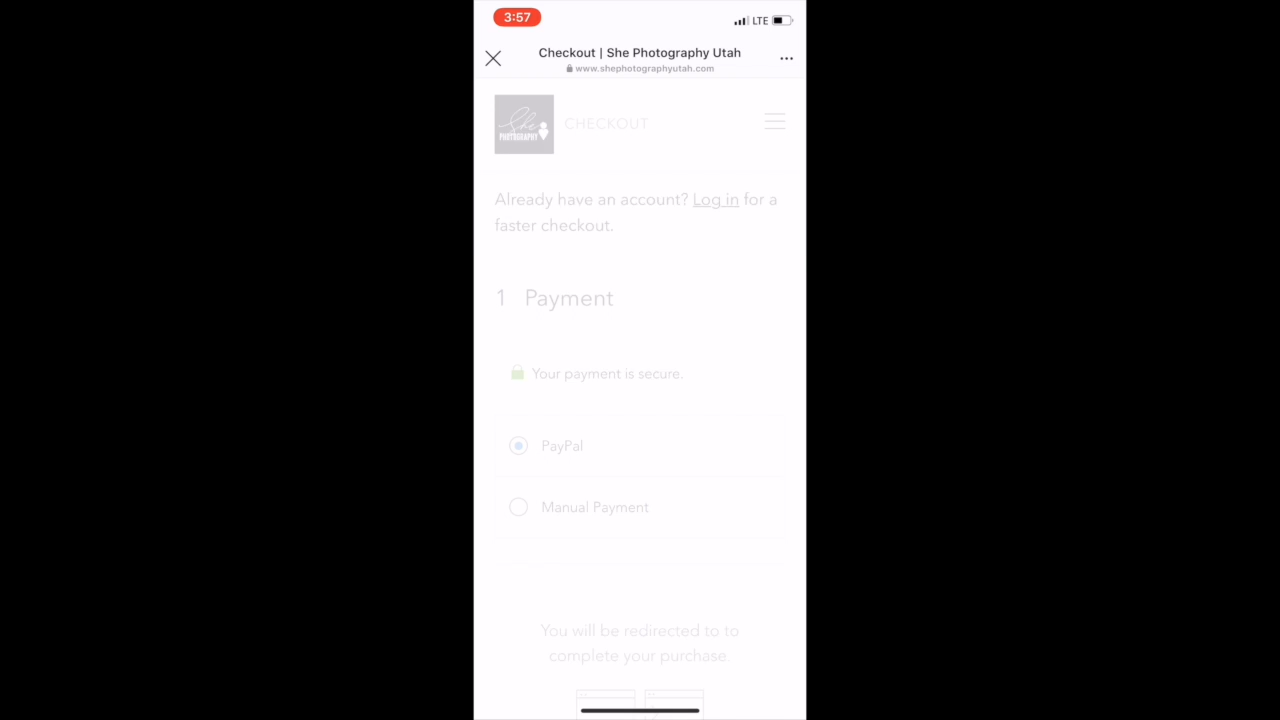 3:57
LTE
Checkout | She Photography Utah
www.shephotographyutah.com
She
PHOTOGRAPHY
CHECKOUT
Already have an account? Log in for a
faster checkout.
1 Payment
Your payment is secure.
PayPal
Manual Payment
You will be redirected to to
complete your purchase.